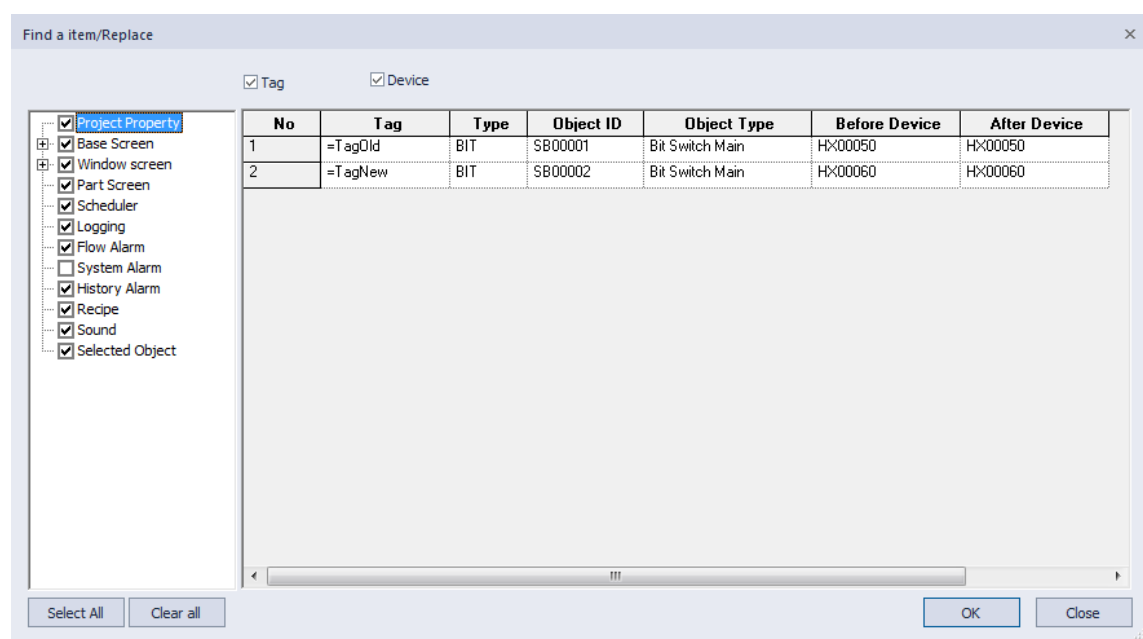 Find a item/Replace
Tag Device
Project Property
Base Screen
Window screen
Part Screen
Scheduler
Logging
Flow Alarm
System Alarm
History Alarm
Recipe
Sound
Selected Object
No Tag Type Object ID Object Type Before Device After Device
1 =TagOld BIT SB00001 Bit Switch Main HX00050 HX00050
2 =TagNew BIT SB00002 Bit Switch Main HX00060 HX00060
Select All Clear all OK Close